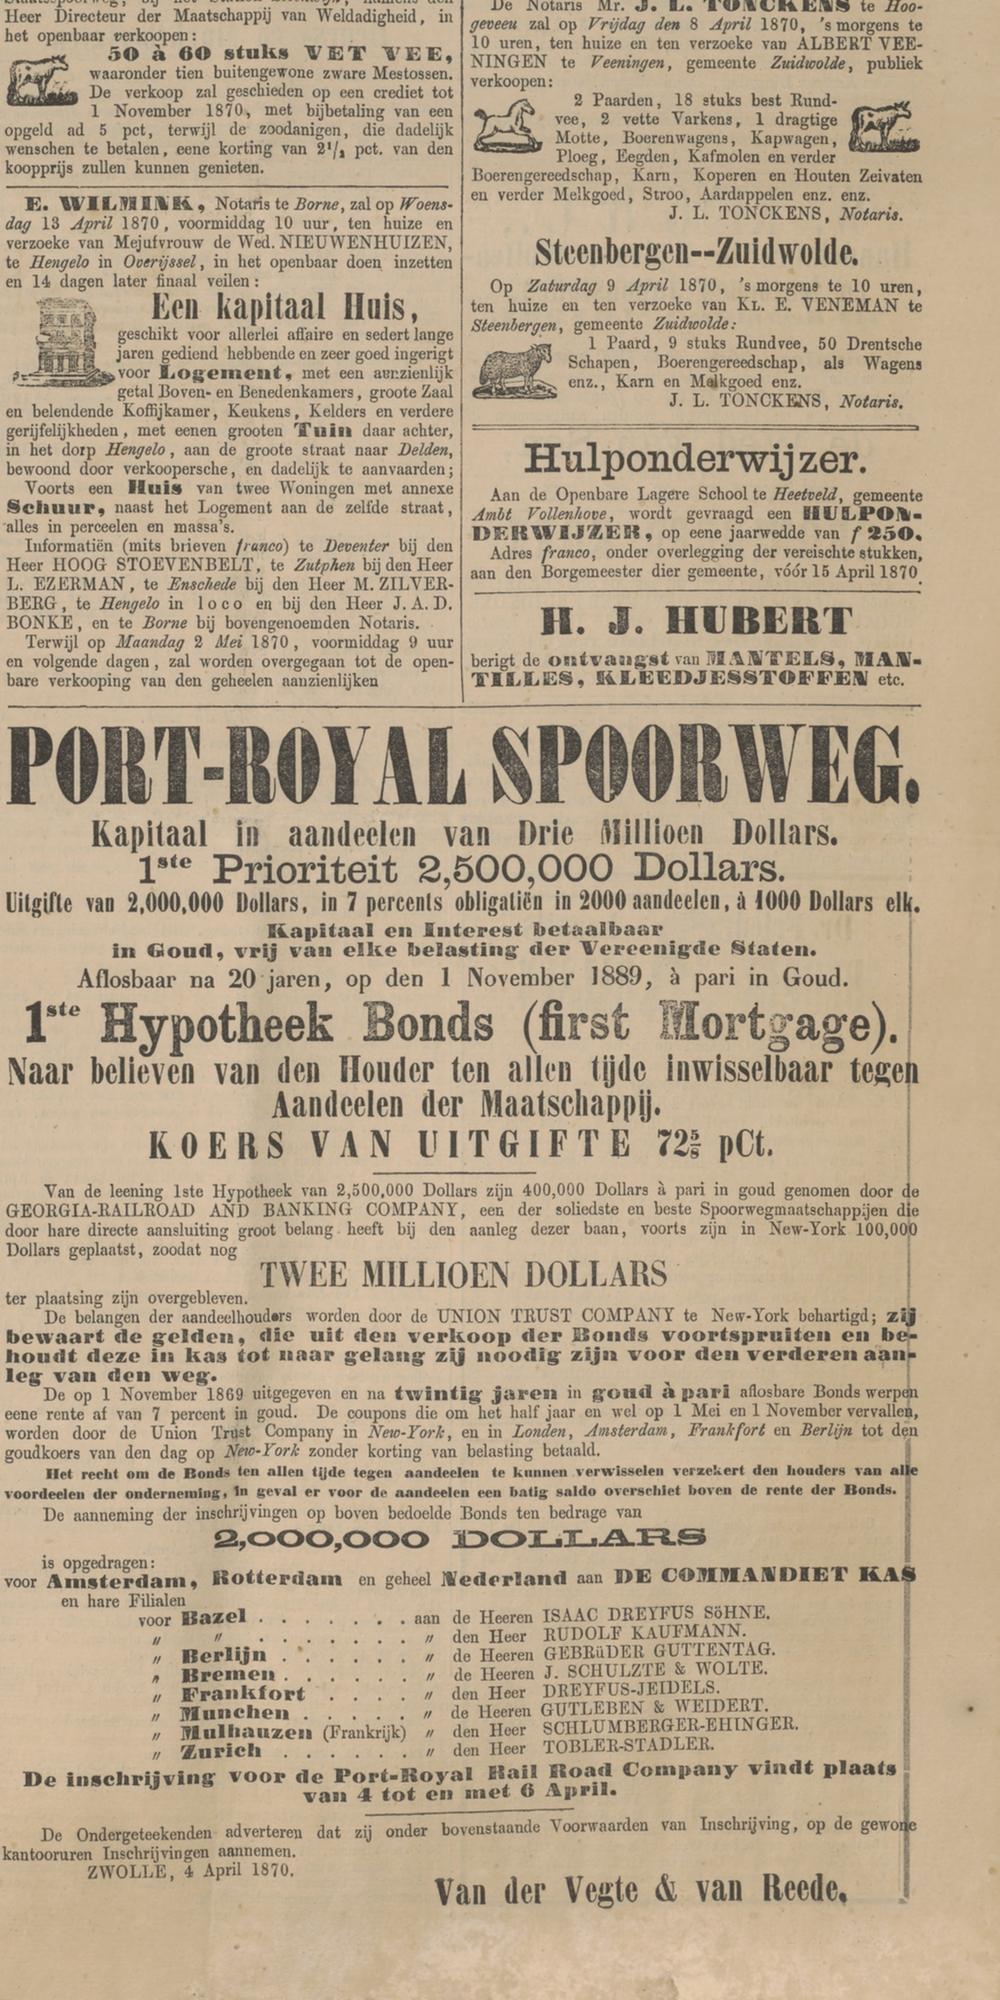 Heer Directeur der Maatschappij van Weldadigheid, in
het openbaar verkoopen:
50 à 60 stuks VET VEE,
waaronder tien buitengewone zware Mestossen.
De verkoop zal geschieden op een crediet tot
1 November 1870, met bijbetaling van een
opgeld ad 5 pct, terwijl de zoodanigen, die dadelijk
wenschen te betalen, eene korting van 2½ pct. van den
koopprijs zullen kunnen genieten.
E. WILMINK, Notaris te Borne, zal op Woens-
dag 13 April 1870, voormiddag 10 uur, ten huize en
verzoeke van Mejufvrouw de Wed. NIEUWENHUIZEN,
te Hengelo in Overijssel, in het openbaar doen inzetten
en 14 dagen later finaal veilen:
Een kapitaal Huis,
geschikt voor allerlei affaire en sedert lange
jaren gediend hebbende en zeer goed ingerigt
voor Logement, met een aanzienlijk
getal Boven- en Benedenkamers, groote Zaal
en belendende Koffijkamer, Keukens, Kelders en verdere
gerijfelijkheden, met eenen grooten Tuin daar achter,
in het dorp Hengelo, aan de groote straat naar Delden,
bewoond door verkoopersche, en dadelijk te aanvaarden;
Voorts een Huis van twee Woningen met annexe
Schuur, naast het Logement aan de zelfde straat,
alles in perceelen en massa's.
Informatiën (mits brieven franco) te Deventer bij den
Heer HOOG STOEVENBELT, te Zutphen bij den Heer
L. EZERMAN, te Enschede bij den Heer M. ZILVER-
BERG, te Hengelo in loco en bij den Heer J. A. D.
BONKE, en te Borne bij bovengenoemden Notaris.
Terwijl op Maandag 2 Mei 1870, voormiddag 9 uur
en volgende dagen, zal worden overgegaan tot de open-
bare verkooping van den geheelen aanzienlijken
De Notaris Mr. J. L. TONCKENS te Hoo-
geveen zal op Vrijdag den 8 April 1870, 's morgens te
10 uren, ten huize en ten verzoeke van ALBERT VEE-
NINGEN te Veeningen, gemeente Zuidwolde, publiek
verkoopen:
2 Paarden, 18 stuks best Rund-
vee, 2 vette Varkens, 1 dragtige
Motte, Boerenwagens, Kapwagen,
Ploeg, Eegden, Kafmolen en verder
Boerengereedschap, Karn, Koperen en Houten Zeivaten
en verder Melkgoed, Stroo, Aardappelen enz. enz.
J. L. TONCKENS, Notaris.
Steenbergen--Zuidwolde.
Op Zaturdag 9 April 1870, 's morgens te 10 uren,
ten huize en ten verzoeke van KL. E. VENEMAN te
Steenbergen, gemeente Zuidwolde:
1 Paard, 9 stuks Rundvee, 50 Drentsche
Schapen, Boerengereedschap, als Wagens
enz., Karn en Melkgoed enz.
J. L. TONCKENS, Notaris.
Hulponderwijzer.
Aan de Openbare Lagere School te Heetveld, gemeente
Ambt Vollenhove, wordt gevraagd een HULPON-
DERWIJZER, op eene jaarwedde van f 250.
Adres franco, onder overlegging der vereischte stukken,
aan den Borgemeester dier gemeente, vóór 15 April 1870.
H. J. HUBERT
berigt de ontvangst van MANTELS, MAN-
TILLES, KLEEDJESSTOFFEN etc.
PORT-ROYAL SPOORWEG.
Kapitaal in aandeelen van Drie Millioen Dollars.
1ste Prioriteit 2,500,000 Dollars.
Uitgifte van 2,000,000 Dollars, in 7 percents obligatiën in 2000 aandeelen, à 1000 Dollars elk.
Kapitaal en Interest betaalbaar
in Goud, vrij van elke belasting der Vereenigde Staten.
Aflosbaar na 20 jaren, op den 1 November 1889, à pari in Goud.
1ste Hypotheek Bonds (first Mortgage).
Naar believen van den Houder ten allen tijde inwisselbaar tegen
Aandeelen der Maatschappij.
KOERS VAN UITGIFTE 72⅝ pCt.
Van de leening 1ste Hypotheek van 2,500,000 Dollars zijn 400,000 Dollars à pari in goud genomen door de
GEORGIA-RAILROAD AND BANKING COMPANY, een der soliedste en beste Spoorwegmaatschappijen die
door hare directe aansluiting groot belang heeft bij den aanleg dezer baan, voorts zijn in New-York 100,000
Dollars geplaatst, zoodat nog
TWEE MILLIOEN DOLLARS
ter plaatsing zijn overgebleven.
De belangen der aandeelhouders worden door de UNION TRUST COMPANY te New-York behartigd; zij
bewaart de gelden, die uit den verkoop der Bonds voortspruiten en be-
houdt deze in kas tot naar gelang zij noodig zijn voor den verderen aan-
leg van den weg.
De op 1 November 1869 uitgegeven en na twintig jaren in goud à pari aflosbare Bonds werpen
eene rente af van 7 percent in goud. De coupons die om het half jaar en wel op 1 Mei en 1 November vervallen,
worden door de Union Trust Company in New-York, en in Londen, Amsterdam, Frankfort en Berlijn tot den
goudkoers van den dag op New-York zonder korting van belasting betaald.
Het recht om de Bonds ten allen tijde tegen aandeelen te kunnen verwisselen verzekert den houders van alle
voordeelen der onderneming, in geval er voor de aandeelen een batig saldo overschiet boven de rente der Bonds.
De aanneming der inschrijvingen op boven bedoelde Bonds ten bedrage van
2,000,000 DOLLARS
is opgedragen:
voor Amsterdam, Rotterdam en geheel Nederland aan DE COMMANDIET KAS
en hare Filialen
voor Bazel . . . . . . . aan de Heeren ISAAC DREYFUS SöHNE.
" " . . . . . . . " den Heer RUDOLF KAUFMANN.
" Berlijn . . . . . . " de Heeren GEBRüDER GUTTENTAG.
" Bremen . . . . . . " de Heeren J. SCHULZTE & WOLTE.
" Frankfort . . . . " den Heer DREYFUS-JEIDELS.
" Munchen . . . . . " de Heeren GUTLEBEN & WEIDERT.
" Mulhauzen (Frankrijk) " den Heer SCHLUMBERGER-EHINGER.
" Zurich . . . . . . " den Heer TOBLER-STADLER.
De inschrijving voor de Port-Royal Rail Road Company vindt plaats
van 4 tot en met 6 April.
De Ondergeteekenden adverteren dat zij onder bovenstaande Voorwaarden van Inschrijving, op de gewone
kantooruren Inschrijvingen aannemen.
ZWOLLE, 4 April 1870.
Van der Vegte & van Reede.